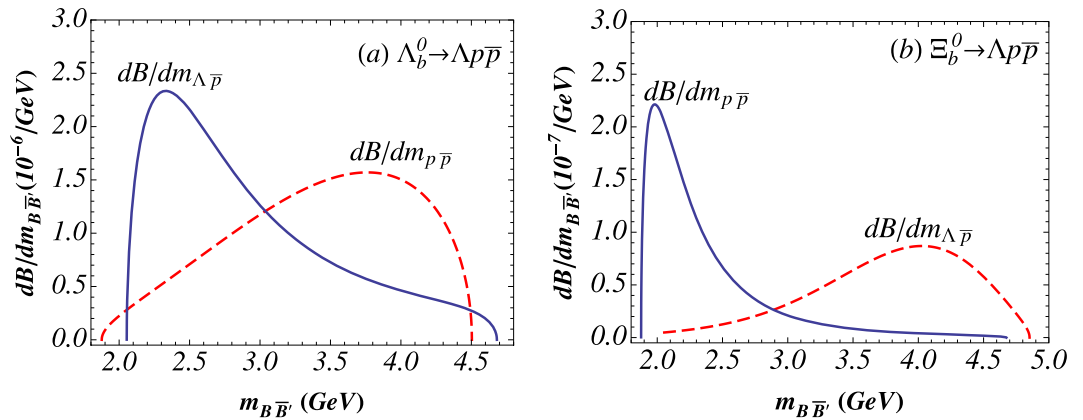 (a) Λ_b^0→Λpp̅
dB/dm_{Λp̅}
dB/dm_{pp̅}
dB/dm_{BB̅′}(10^{−6}/GeV)
3.0
2.5
2.0
1.5
1.0
0.5
0.0
2.0 2.5 3.0 3.5 4.0 4.5
m_{BB̅′} (GeV)
(b) Ξ_b^0→Λpp̅
dB/dm_{pp̅}
dB/dm_{Λp̅}
dB/dm_{BB̅′}(10^{−7}/GeV)
3.0
2.5
2.0
1.5
1.0
0.5
0.0
2.0 2.5 3.0 3.5 4.0 4.5 5.0
m_{BB̅′} (GeV)